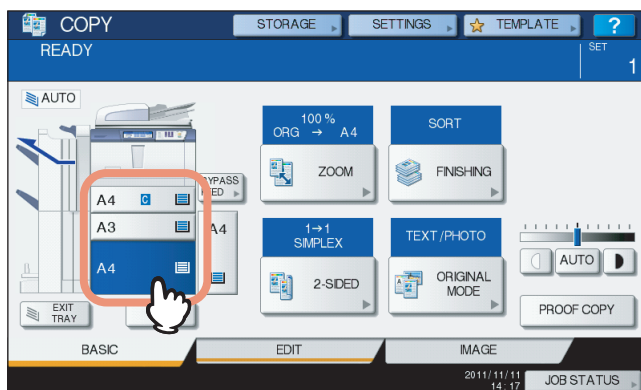 COPY
STORAGE
SETTINGS
TEMPLATE
?
READY
SET
1
AUTO
100 %
ORG → A4
ZOOM
SORT
FINISHING
BYPASS
FEED
A4 C
A3
A4
A4
1→1
SIMPLEX
2-SIDED
TEXT/PHOTO
ORIGINAL
MODE
AUTO
EXIT
TRAY
PROOF COPY
BASIC
EDIT
IMAGE
2011/11/11
14:17
JOB STATUS